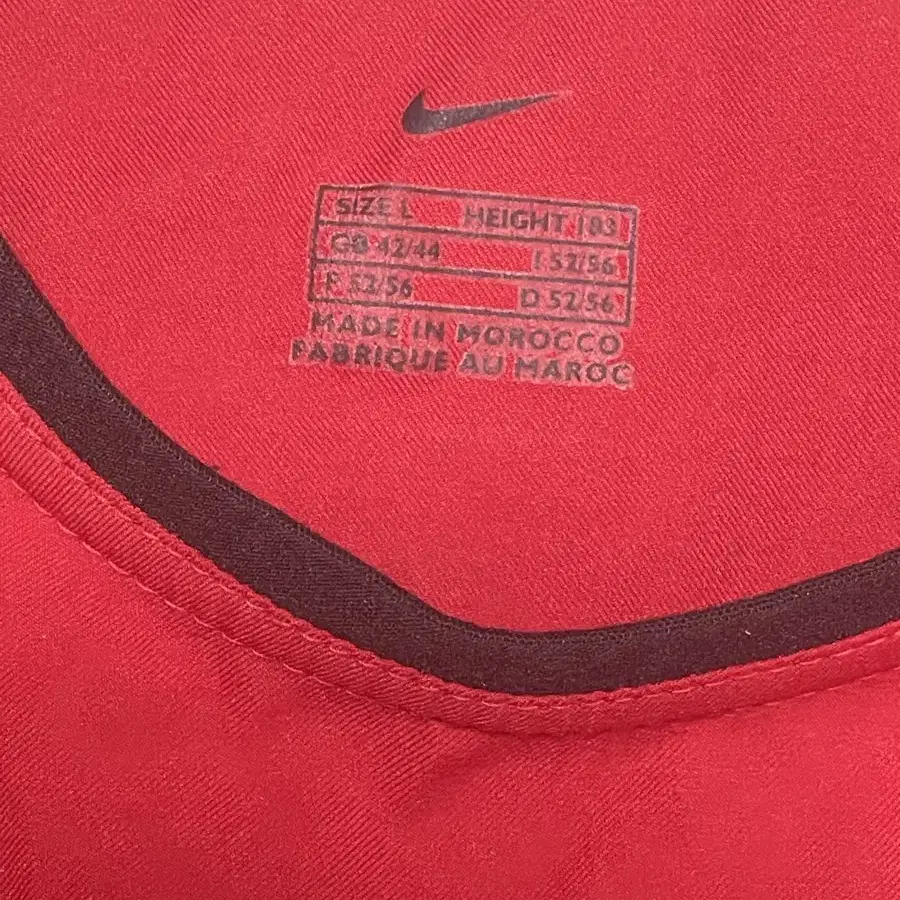 SIZE L HEIGHT 183
GB 42/44 I 52/56
F 52/56 D 52/56
MADE IN MOROCCO
FABRIQUE AU MAROC